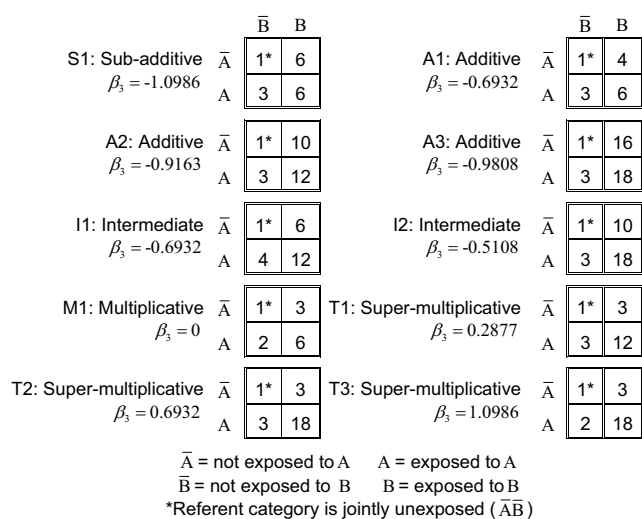 B̅ B B̅ B
S1: Sub-additive A̅ 1* 6 A1: Additive A̅ 1* 4
β₃ = -1.0986 A 3 6 β₃ = -0.6932 A 3 6
A2: Additive A̅ 1* 10 A3: Additive A̅ 1* 16
β₃ = -0.9163 A 3 12 β₃ = -0.9808 A 3 18
I1: Intermediate A̅ 1* 6 I2: Intermediate A̅ 1* 10
β₃ = -0.6932 A 4 12 β₃ = -0.5108 A 3 18
M1: Multiplicative A̅ 1* 3 T1: Super-multiplicative A̅ 1* 3
β₃ = 0 A 2 6 β₃ = 0.2877 A 3 12
T2: Super-multiplicative A̅ 1* 3 T3: Super-multiplicative A̅ 1* 3
β₃ = 0.6932 A 3 18 β₃ = 1.0986 A 2 18
A̅ = not exposed to A A = exposed to A
B̅ = not exposed to B B = exposed to B
*Referent category is jointly unexposed (A̅B̅)